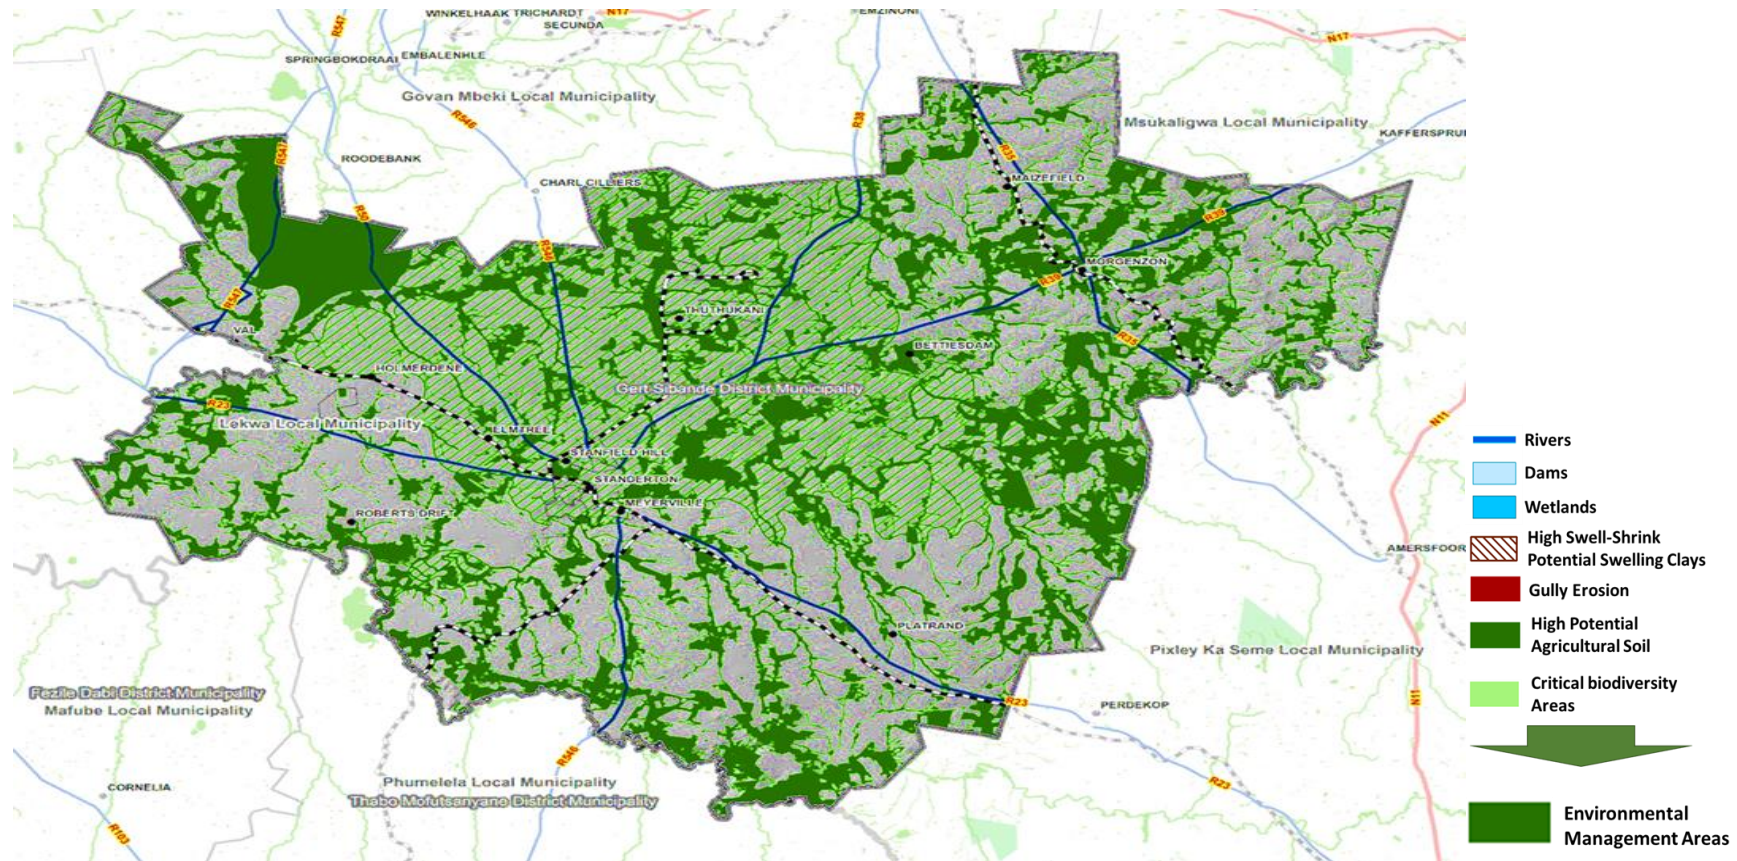 WINKELHAAK TRICHARDT
N17
EMZINONI
R547
SECUNDA
N17
SPRINGBOKDRAAI
EMBALENHLE
Govan Mbeki Local Municipality
R546
R38
Msukaligwa Local Municipality
KAFFERSPRUI
R547
ROODEBANK
R35
CHARL CILLIERS
MAIZEFIELD
R50
R39
R546
MORGENZON
R39
R547
THUTHUKANI
VAL
R35
BETTIESDAM
HOLMERDENE
Gert Sibande District Municipality
R23
Lekwa Local Municipality
N11
ELMTREE
STANFIELD HILL
STANDERTON
MEYERVILLE
ROBERTS DRIFT
AMERSFOOR
PLATRAND
Pixley Ka Seme Local Municipality
Fezile Dabi District Municipality
Mafube Local Municipality
R23
PERDEKOP
N11
R546
Phumelela Local Municipality
Thabo Mofutsanyane District Municipality
CORNELIA
R23
R103
Rivers
Dams
Wetlands
High Swell-Shrink
Potential Swelling Clays
Gully Erosion
High Potential
Agricultural Soil
Critical biodiversity
Areas
Environmental
Management Areas